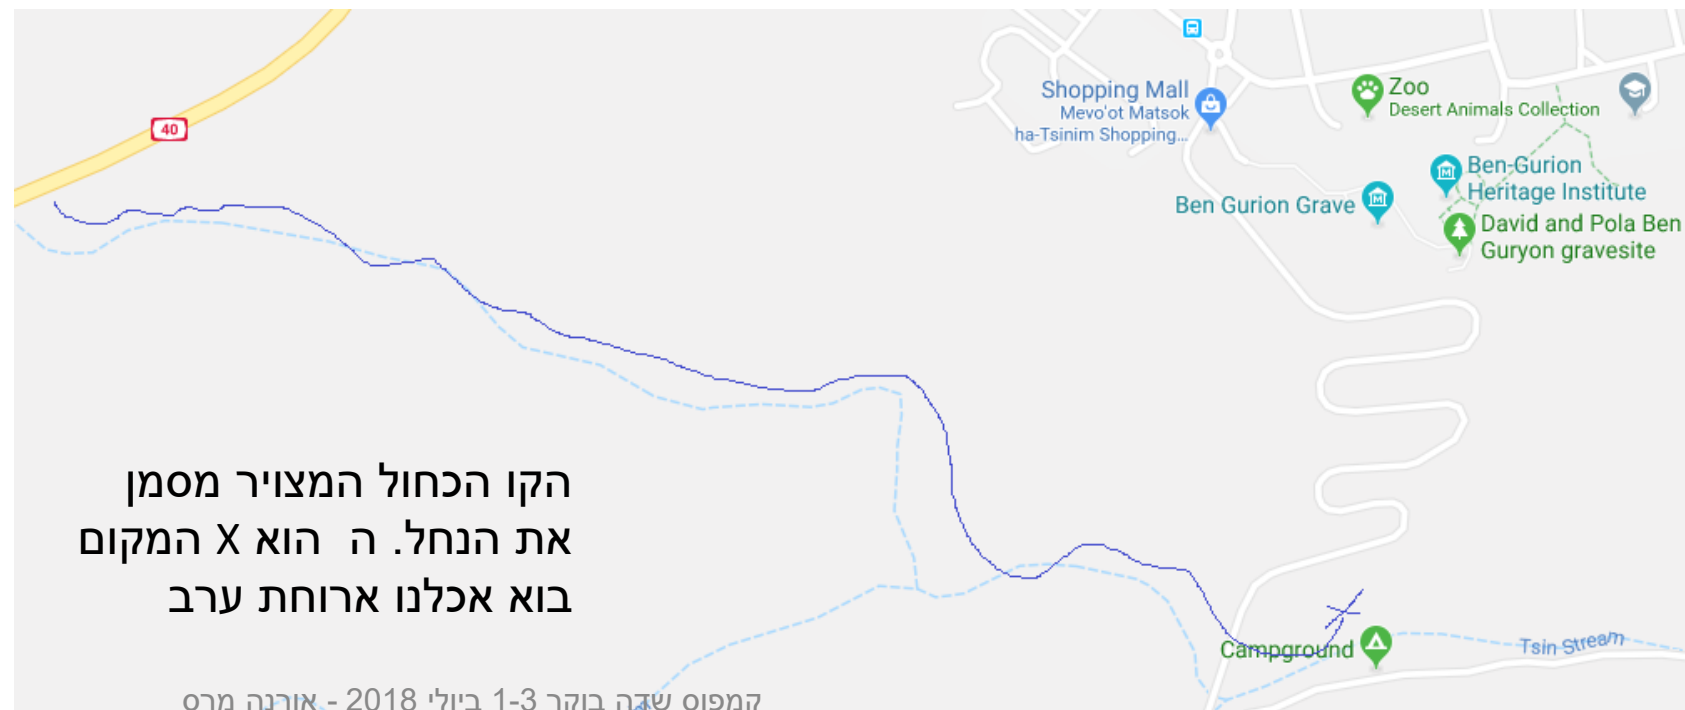 Shopping Mall
Mevo'ot Matsok
ha-Tsinim Shopping...
Zoo
Desert Animals Collection
40
Ben-Gurion
Heritage Institute
Ben Gurion Grave
David and Pola Ben
Guryon gravesite
הקו הכחול המצויר מסמן
את הנחל. ה X הוא המקום
בוא אכלנו ארוחת ערב
Campground
Tsin Stream
קמפוס שדה בוקר 1-3 ביולי 2018 - אורנה מרס